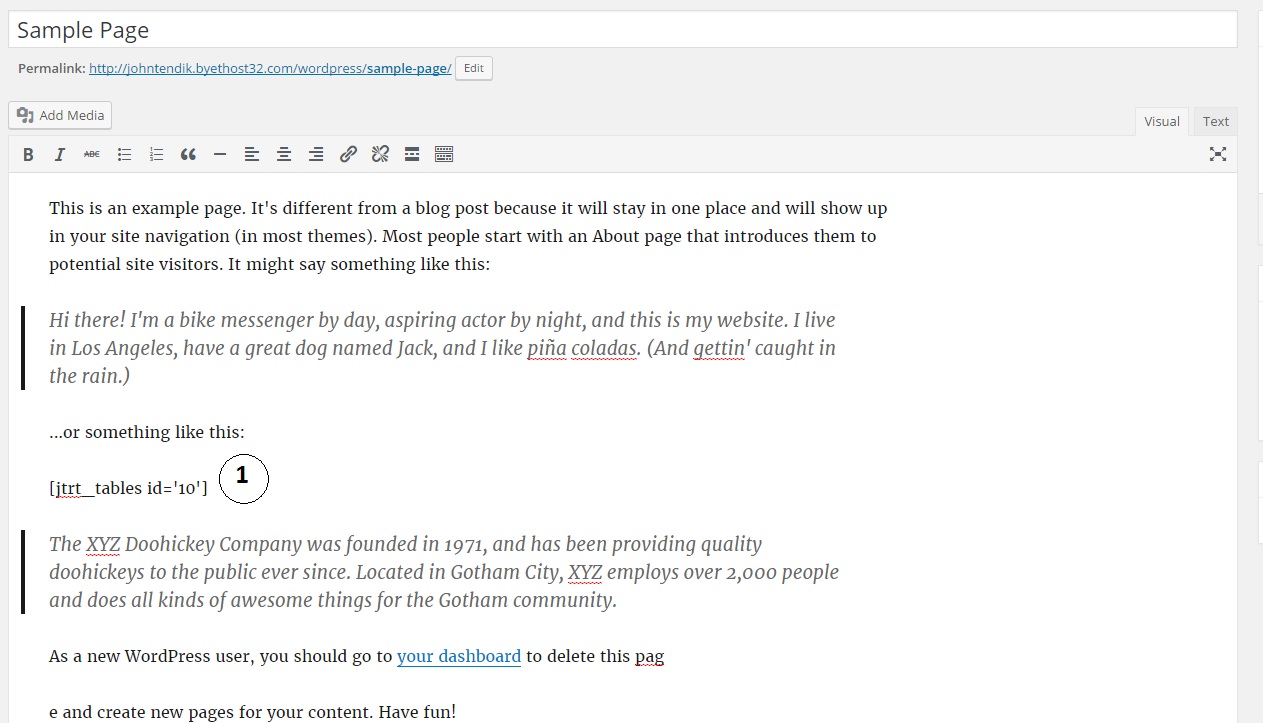 Sample Page
Permalink: http://johntendik.byethost32.com/wordpress/sample-page/ Edit
Add Media
Visual Text
B I ABC
This is an example page. It's different from a blog post because it will stay in one place and will show up
in your site navigation (in most themes). Most people start with an About page that introduces them to
potential site visitors. It might say something like this:
Hi there! I'm a bike messenger by day, aspiring actor by night, and this is my website. I live
in Los Angeles, have a great dog named Jack, and I like piña coladas. (And gettin' caught in
the rain.)
...or something like this:
[jtrt_tables id='10'] 1
The XYZ Doohickey Company was founded in 1971, and has been providing quality
doohickeys to the public ever since. Located in Gotham City, XYZ employs over 2,000 people
and does all kinds of awesome things for the Gotham community.
As a new WordPress user, you should go to your dashboard to delete this pag
e and create new pages for your content. Have fun!